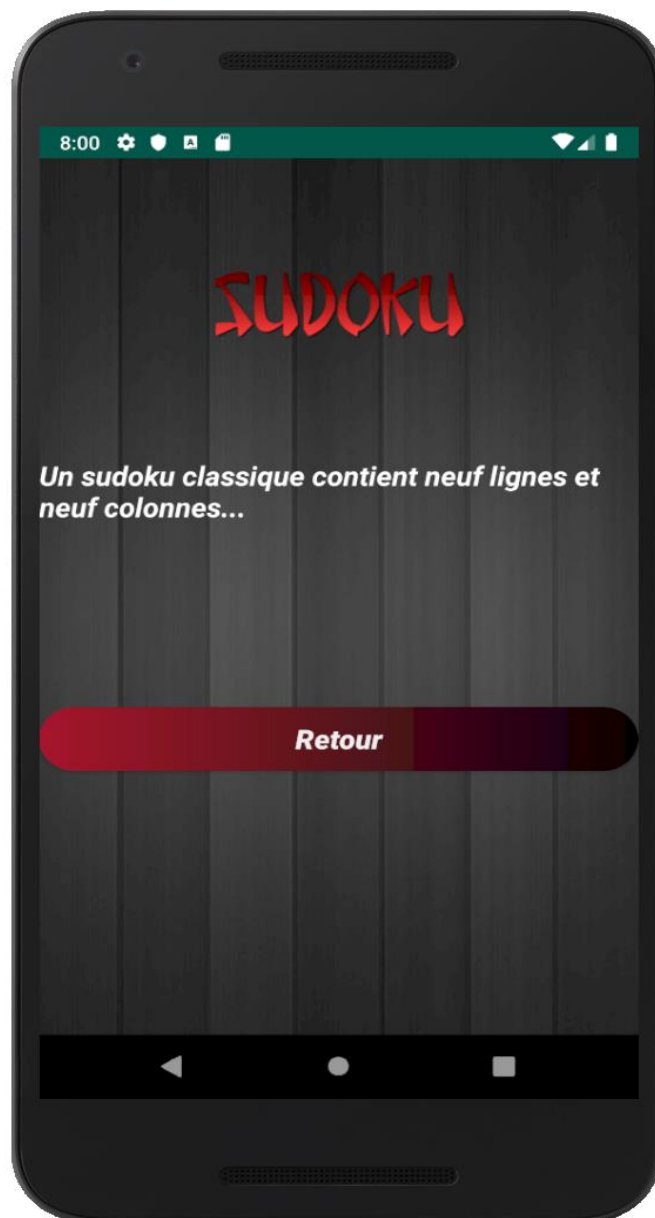 8:00
SUDOKU
Un sudoku classique contient neuf lignes et
neuf colonnes...
Retour